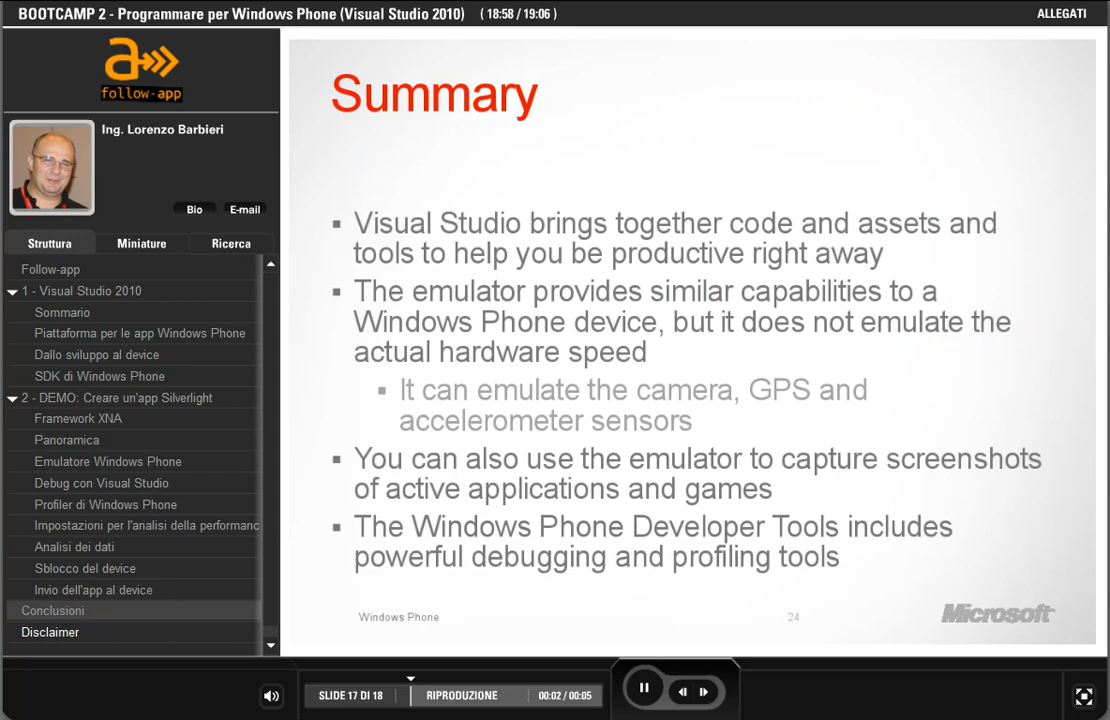 BOOTCAMP 2 - Programmare per Windows Phone (Visual Studio 2010) ( 18:58 / 19:06 )
ALLEGATI
a
follow-app
Ing. Lorenzo Barbieri
Bio
E-mail
Struttura
Miniature
Ricerca
Follow-app
1 - Visual Studio 2010
Sommario
Piattaforma per le app Windows Phone
Dallo sviluppo al device
SDK di Windows Phone
2 - DEMO: Creare un'app Silverlight
Framework XNA
Panoramica
Emulatore Windows Phone
Debug con Visual Studio
Profiler di Windows Phone
Impostazioni per l'analisi della performanc
Analisi dei dati
Sblocco del device
Invio dell'app al device
Conclusioni
Disclaimer
Summary
▪ Visual Studio brings together code and assets and
tools to help you be productive right away
▪ The emulator provides similar capabilities to a
Windows Phone device, but it does not emulate the
actual hardware speed
▪ It can emulate the camera, GPS and
accelerometer sensors
▪ You can also use the emulator to capture screenshots
of active applications and games
▪ The Windows Phone Developer Tools includes
powerful debugging and profiling tools
Windows Phone
24
Microsoft
SLIDE 17 DI 18
RIPRODUZIONE
00:02 / 00:05